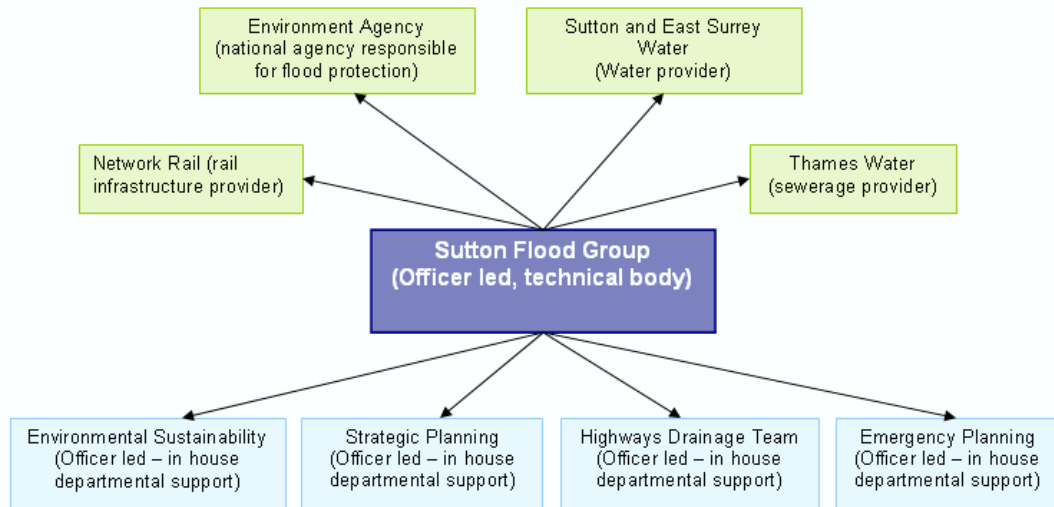 Environment Agency
(national agency responsible
for flood protection)
Sutton and East Surrey
Water
(Water provider)
Network Rail (rail
infrastructure provider)
Thames Water
(sewerage provider)
Sutton Flood Group
(Officer led, technical body)
Environmental Sustainability
(Officer led – in house
departmental support)
Strategic Planning
(Officer led – in house
departmental support)
Highways Drainage Team
(Officer led – in house
departmental support)
Emergency Planning
(Officer led – in house
departmental support)